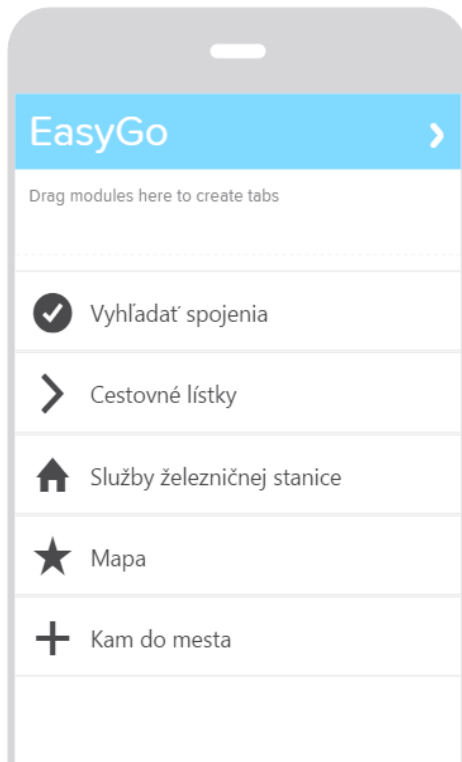 EasyGo
Drag modules here to create tabs
Vyhľadať spojenia
Cestovné lístky
Služby železničnej stanice
Mapa
Kam do mesta